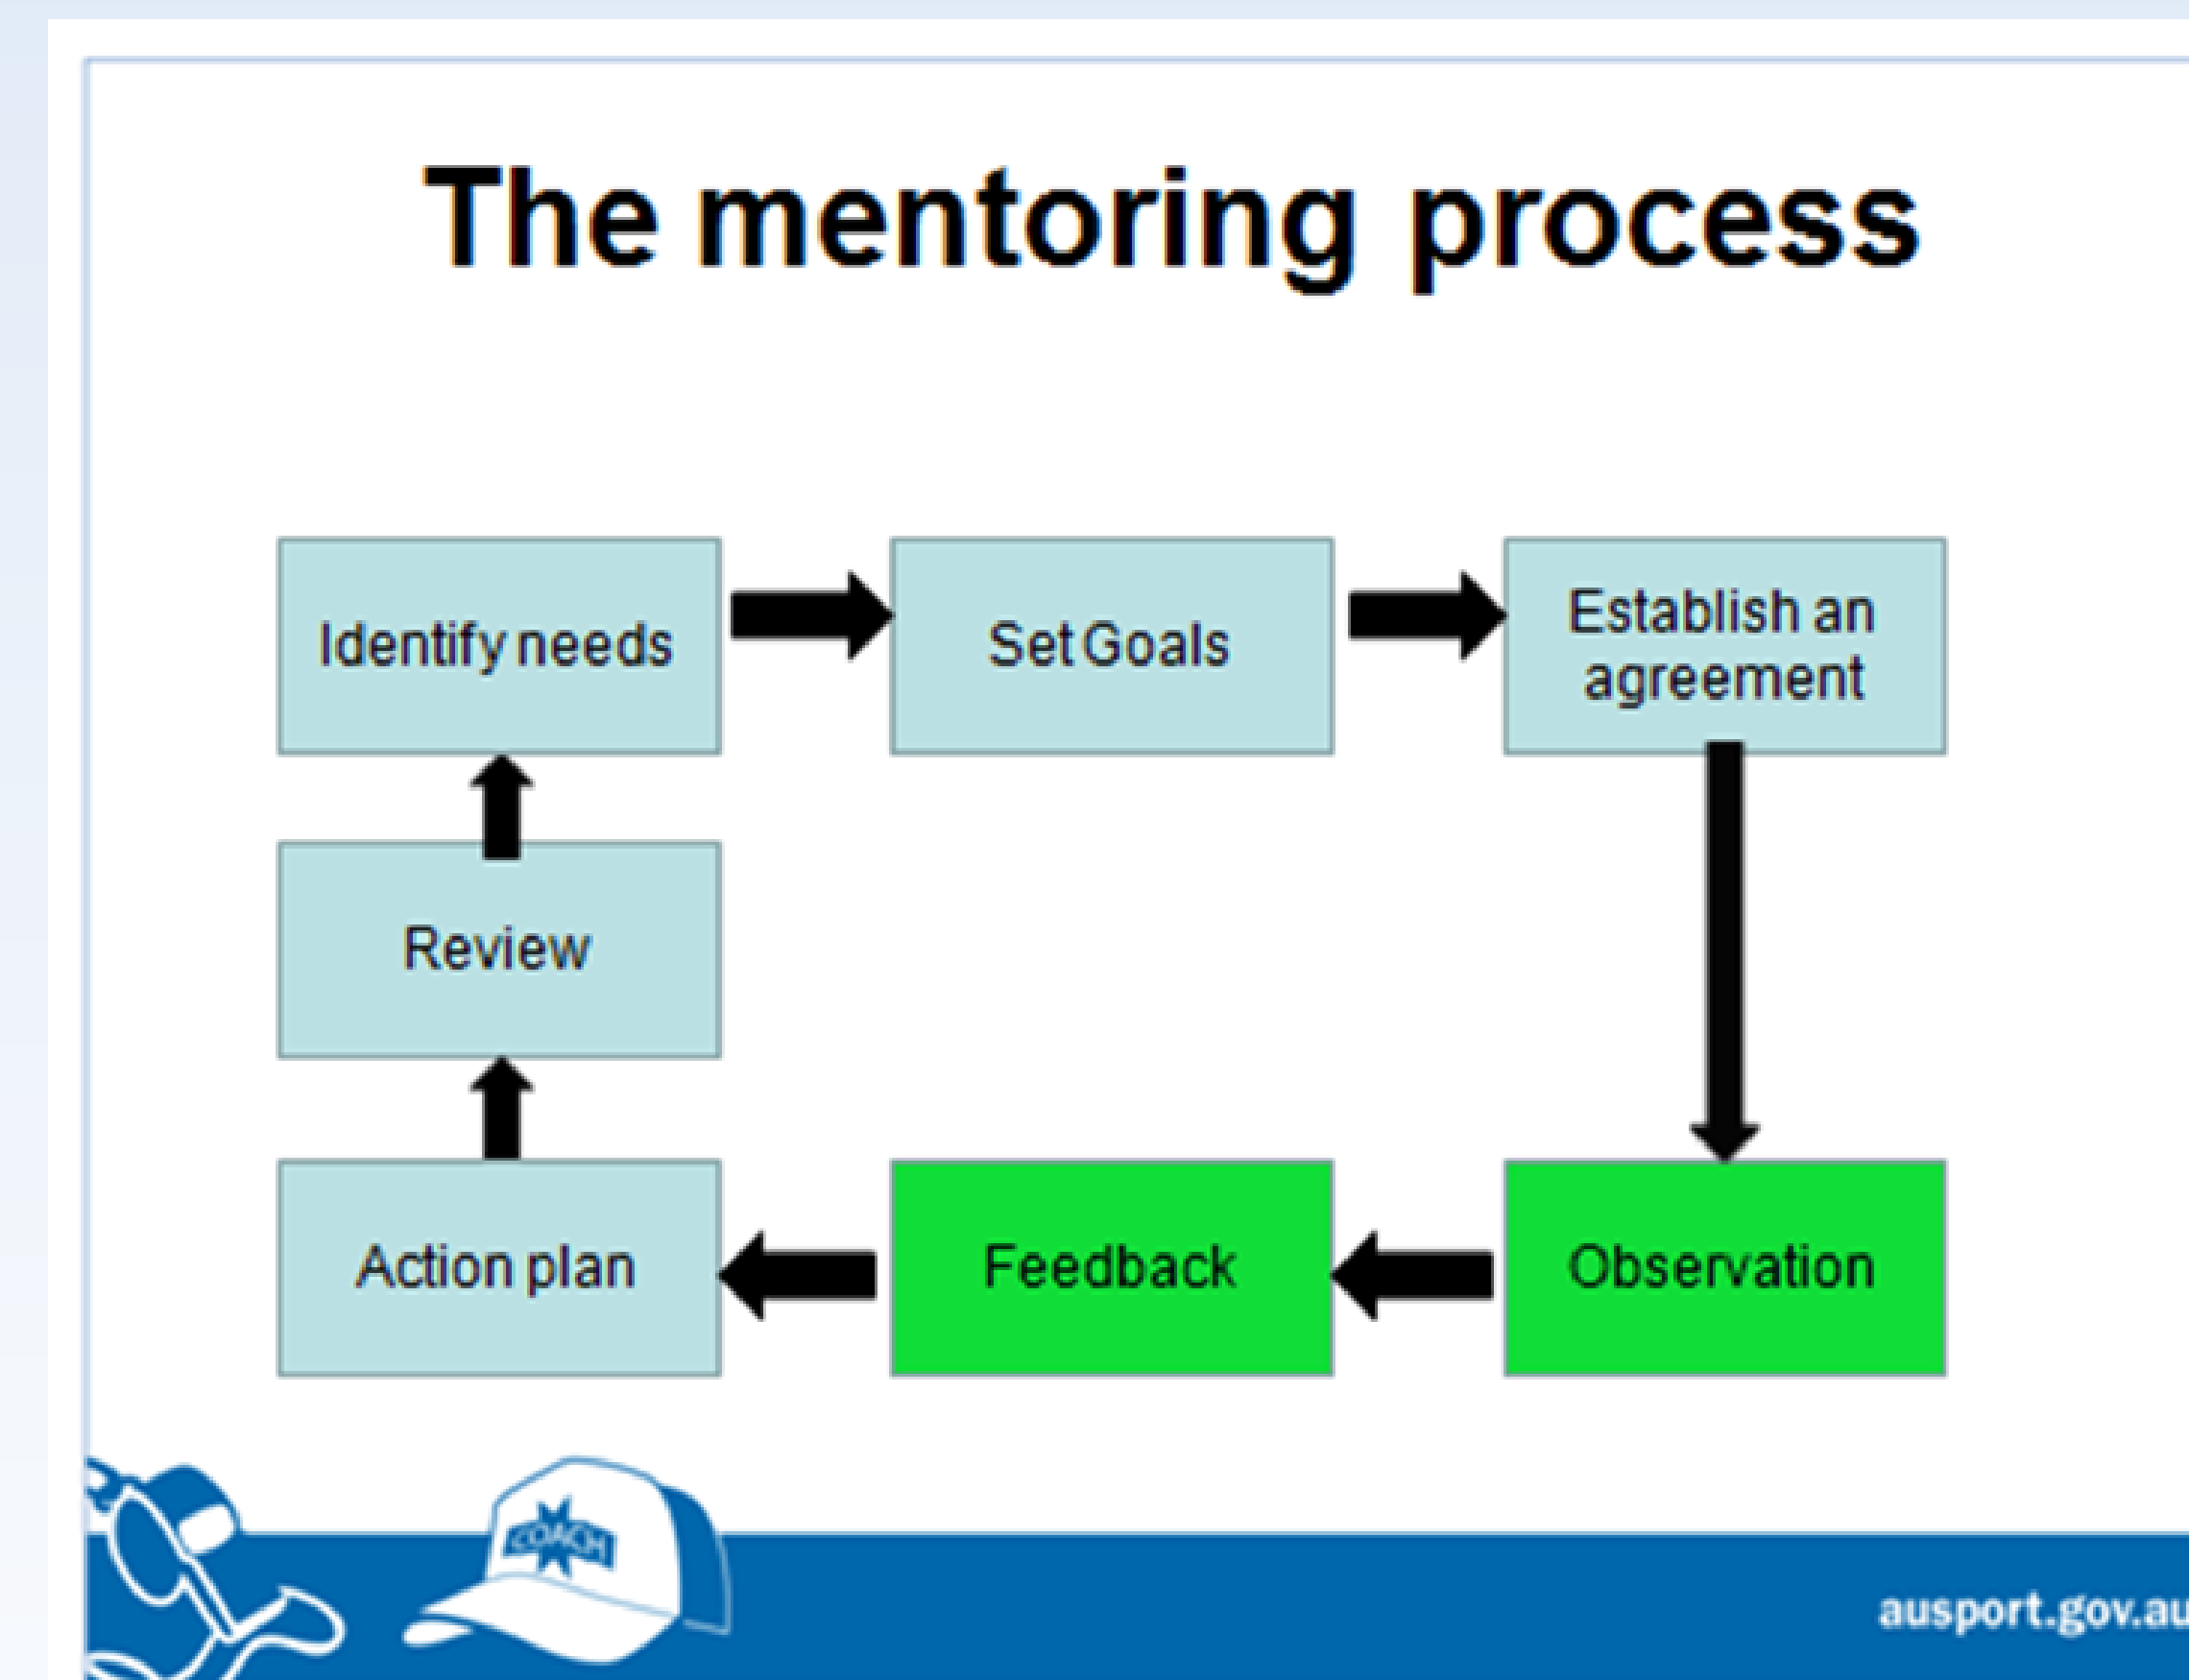 The mentoring process
Identify needs
Set Goals
Establish an
agreement
Review
Action plan
Feedback
Observation
COACH
ausport.gov.au